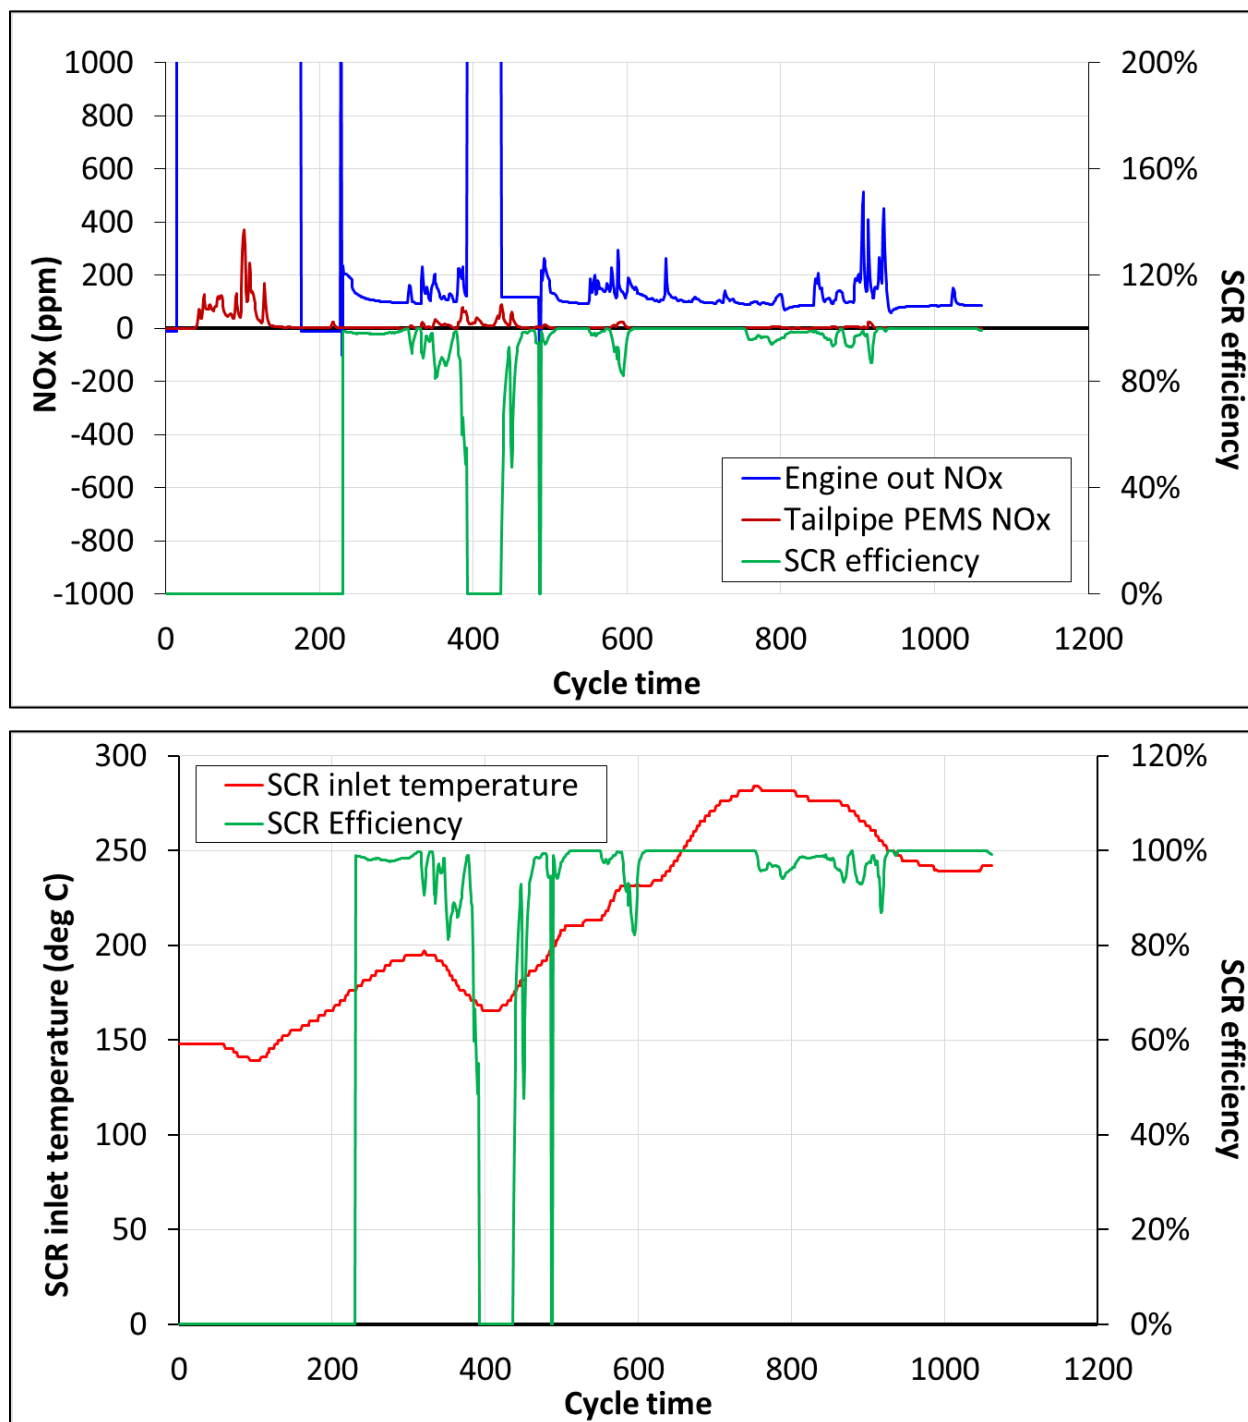 1000
800
600
400
200
0
-200
-400
-600
-800
-1000
NOx (ppm)
200%
160%
120%
80%
40%
0%
SCR efficiency
Engine out NOx
Tailpipe PEMS NOx
SCR efficiency
0 200 400 600 800 1000 1200
Cycle time
300
250
200
150
100
50
0
SCR inlet temperature (deg C)
120%
100%
80%
60%
40%
20%
0%
SCR efficiency
SCR inlet temperature
SCR Efficiency
0 200 400 600 800 1000 1200
Cycle time